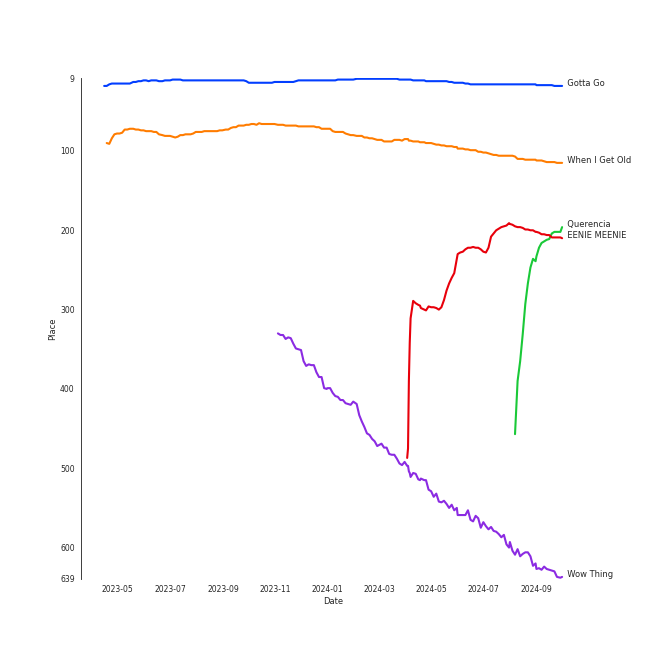 9
Gotta Go
100
When I Get Old
200
Querencia
EENIE MEENIE
300
Place
400
500
600
639
Wow Thing
2023-05
2023-07
2023-09
2023-11
2024-01
2024-03
2024-05
2024-07
2024-09
Date